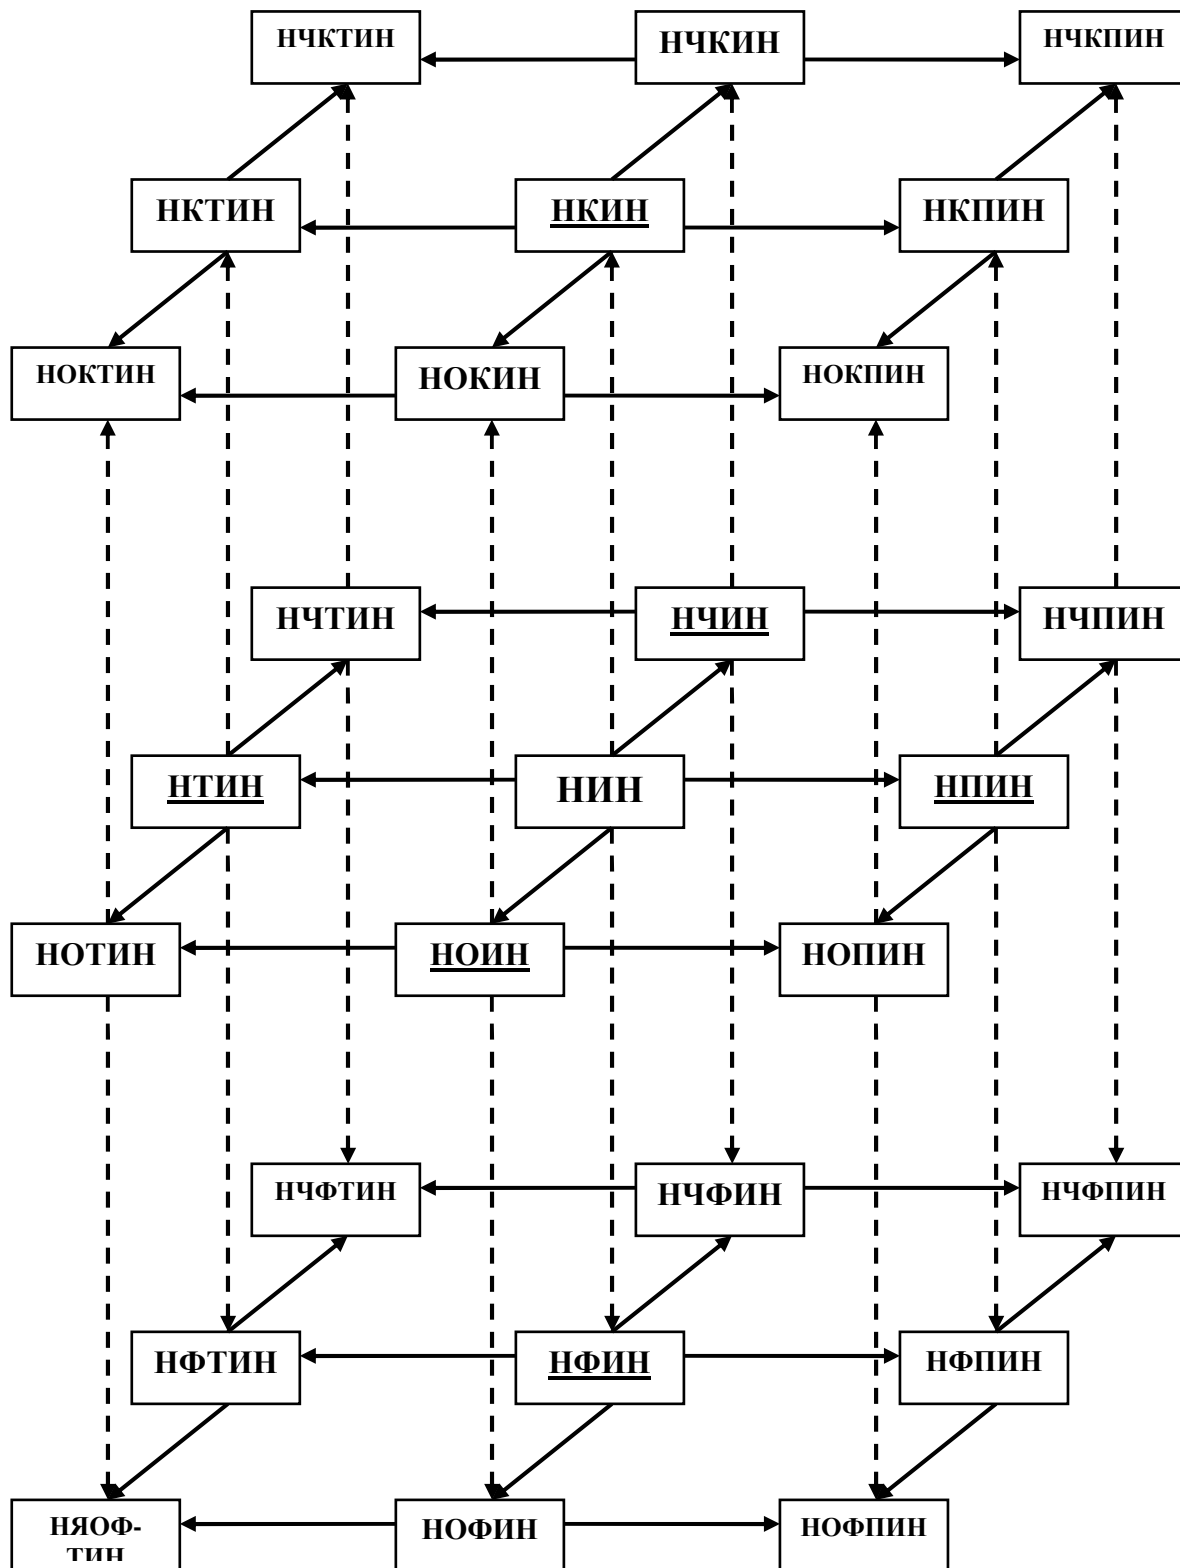 НЧКТИН НЧКИН НЧКПИН
НКТИН НКИН НКПИН
НОКТИН НОКИН НОКПИН
НЧТИН НЧИН НЧПИН
НТИН НИН НПИН
НОТИН НОИН НОПИН
НЧФТИН НЧФИН НЧФПИН
НФТИН НФИН НФПИН
НЯОФ-
ТИН НОФИН НОФПИН